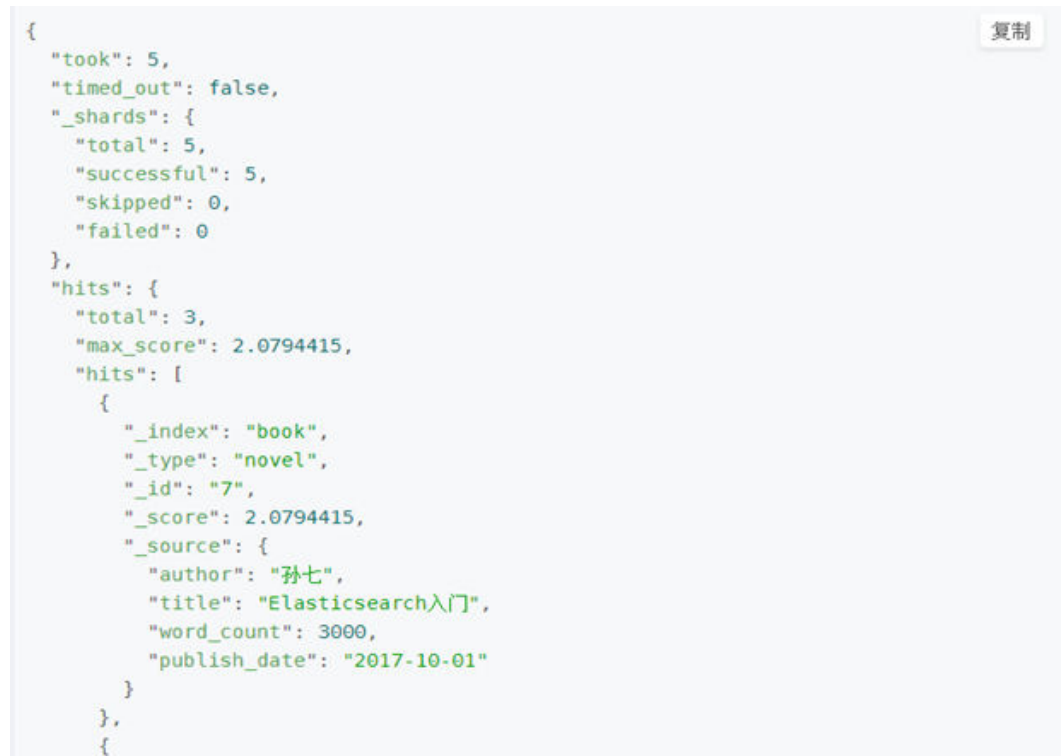 {
复制
  "took": 5,
  "timed_out": false,
  "_shards": {
    "total": 5,
    "successful": 5,
    "skipped": 0,
    "failed": 0
  },
  "hits": {
    "total": 3,
    "max_score": 2.0794415,
    "hits": [
      {
        "_index": "book",
        "_type": "novel",
        "_id": "7",
        "_score": 2.0794415,
        "_source": {
          "author": "孙七",
          "title": "Elasticsearch入门",
          "word_count": 3000,
          "publish_date": "2017-10-01"
        }
      },
      {